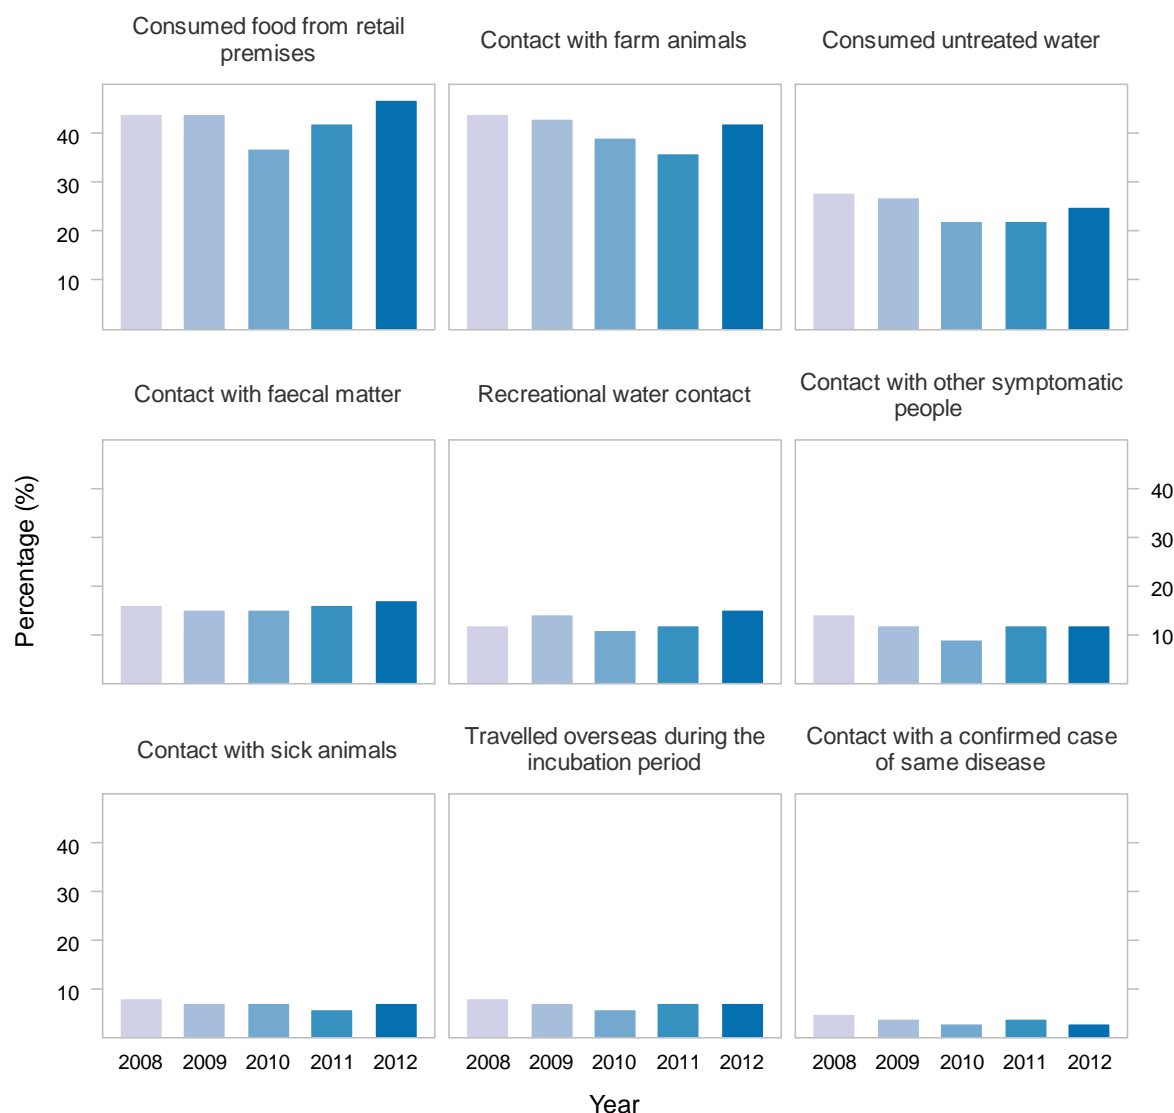 Consumed food from retail
premises
Contact with farm animals
Consumed untreated water
40
30
20
10
Contact with faecal matter
Recreational water contact
Contact with other symptomatic
people
Percentage (%)
40
30
20
10
Contact with sick animals
Travelled overseas during the
incubation period
Contact with a confirmed case
of same disease
40
30
20
10
2008 2009 2010 2011 2012 2008 2009 2010 2011 2012 2008 2009 2010 2011 2012
Year